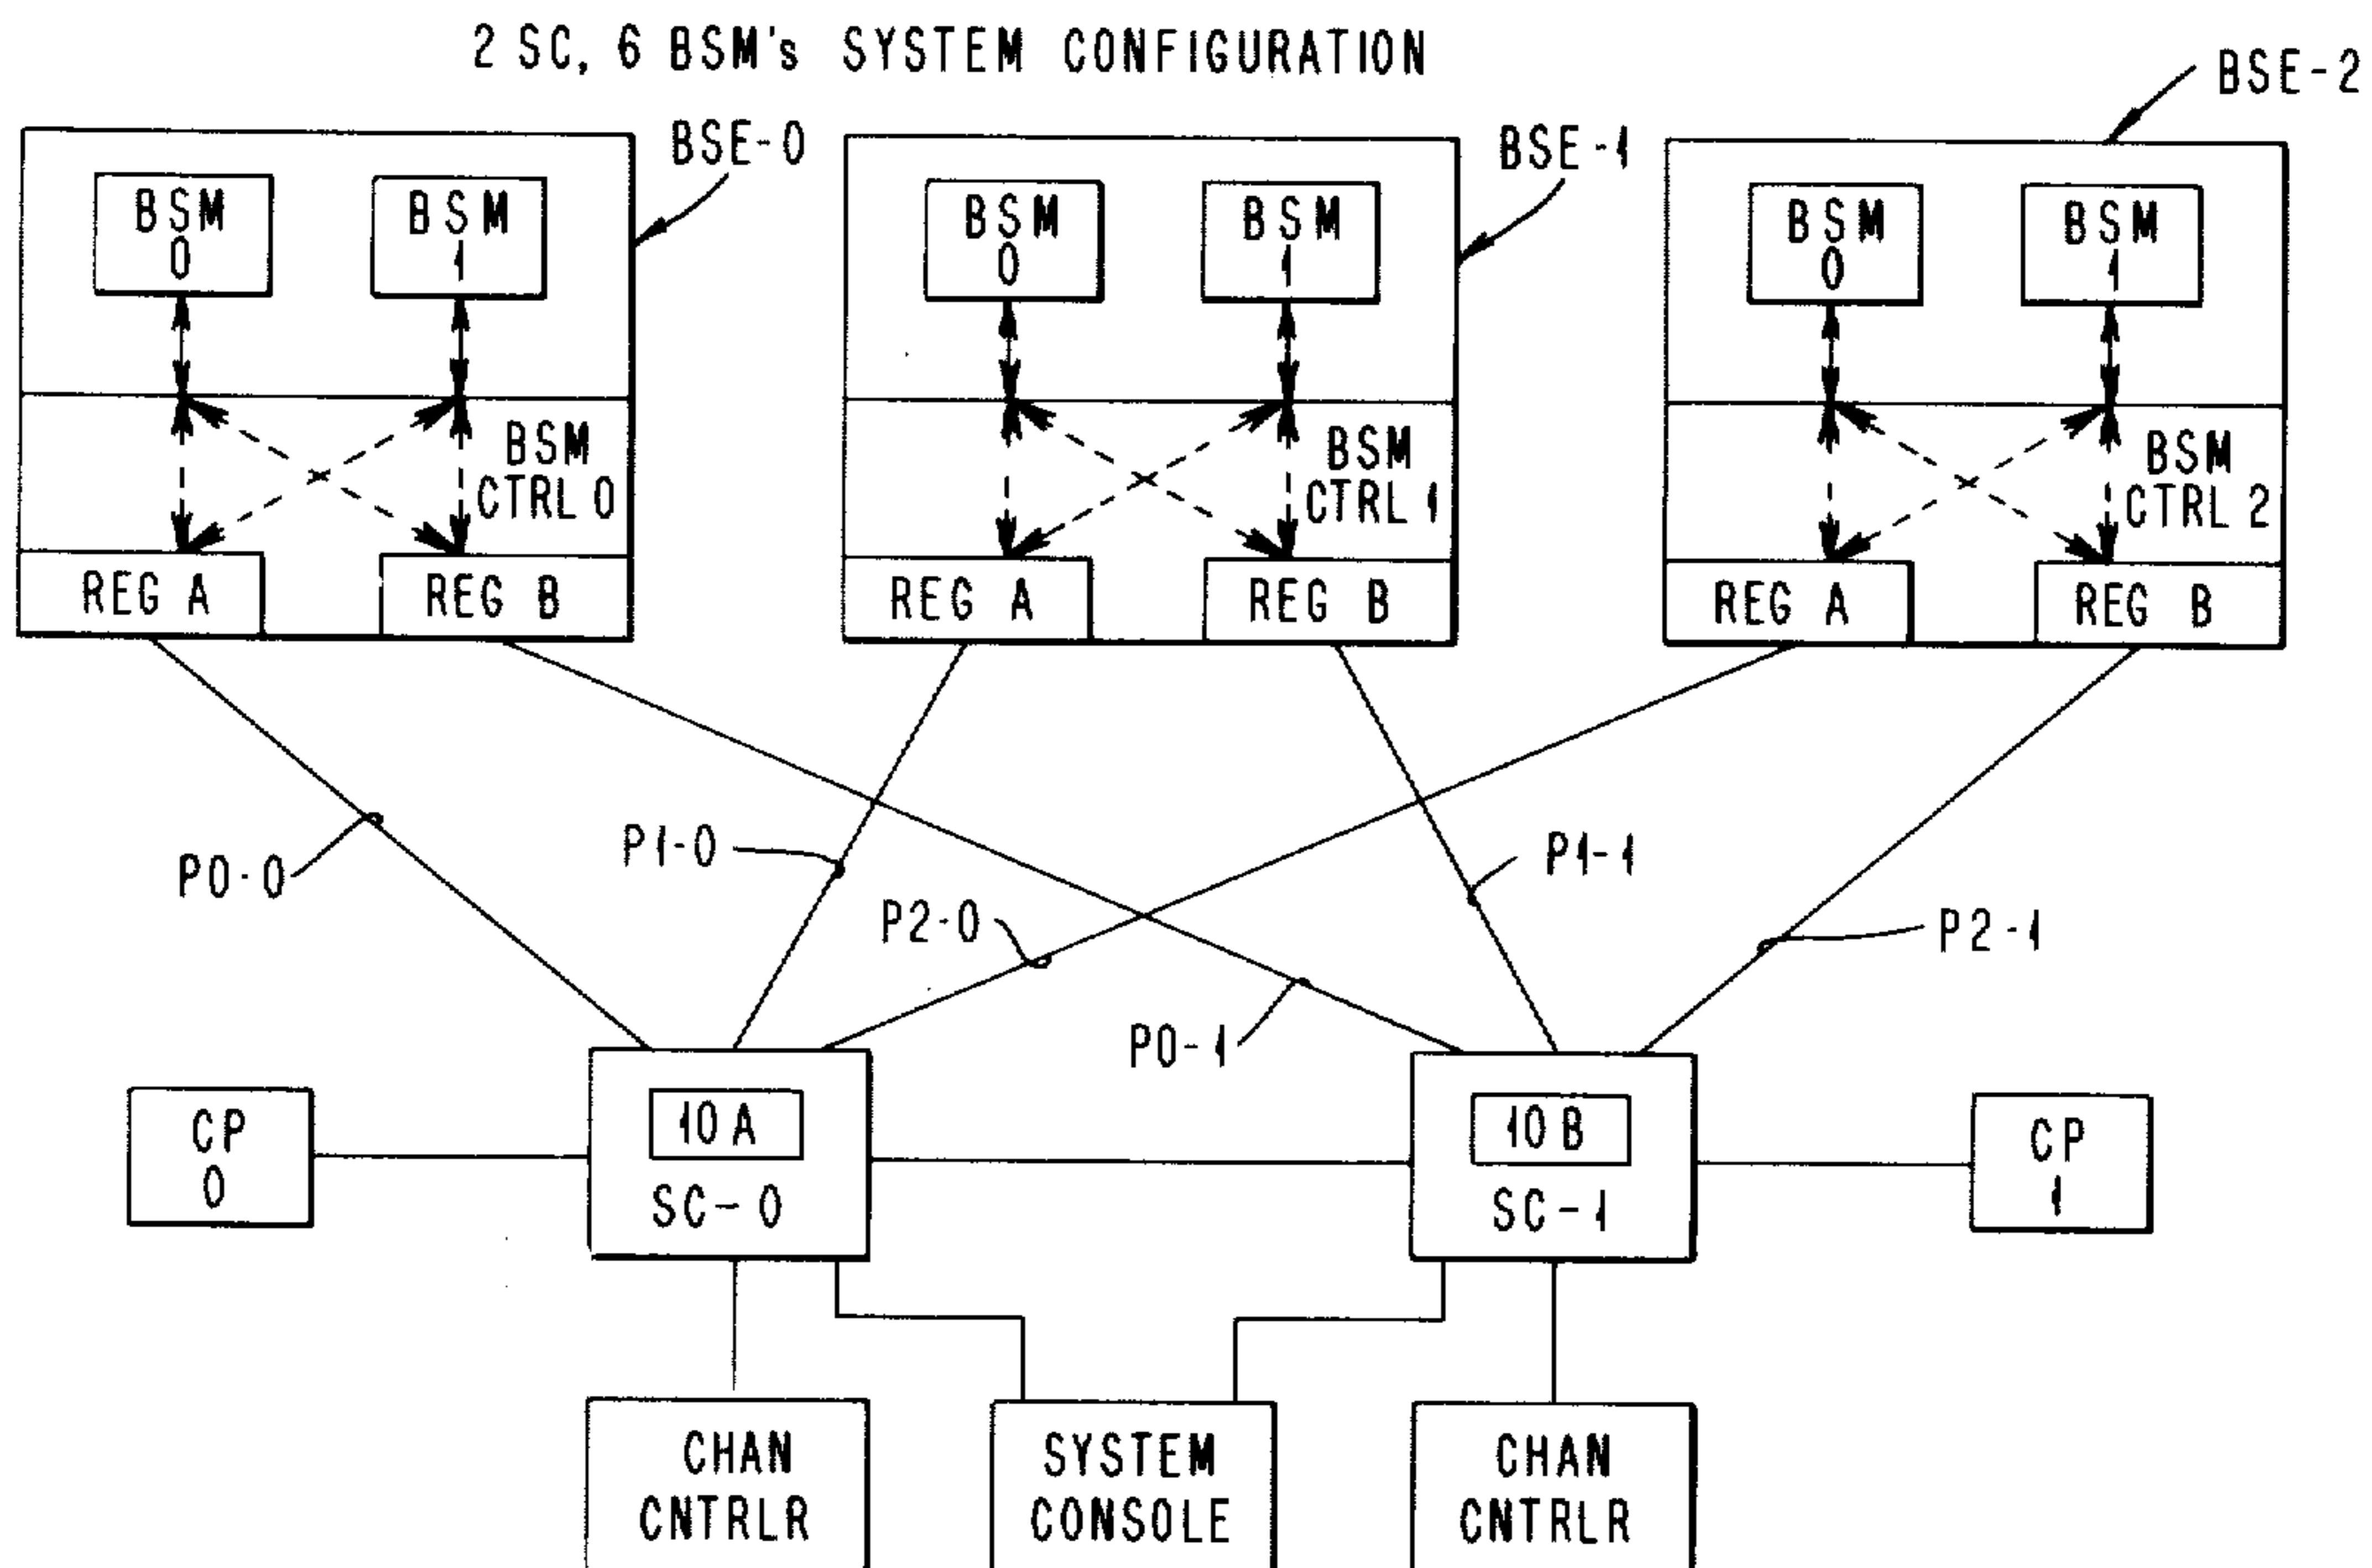 2 SC, 6 BSM's SYSTEM CONFIGURATION
BSE-0
BSE-1
BSE-2
BSM
0
BSM
1
BSM
CTRL 0
REG A
REG B
BSM
0
BSM
1
BSM
CTRL 1
REG A
REG B
BSM
0
BSM
1
BSM
CTRL 2
REG A
REG B
P0-0
P1-0
P2-0
P0-1
P1-1
P2-1
CP
0
10A
SC-0
10B
SC-1
CP
1
CHAN
CNTRLR
SYSTEM
CONSOLE
CHAN
CNTRLR